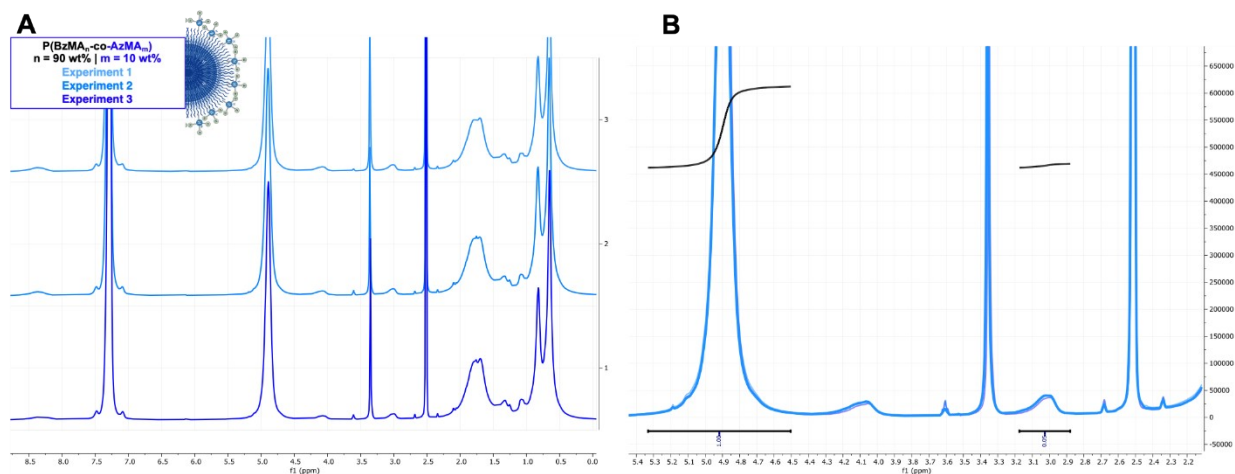 A
P(BzMAn-co-AzMAm)
n = 90 wt% | m = 10 wt%
Experiment 1
Experiment 2
Experiment 3
3
2
1
8.5 8.0 7.5 7.0 6.5 6.0 5.5 5.0 4.5 4.0 3.5 3.0 2.5 2.0 1.5 1.0 0.5 0.0
f1 (ppm)
B
650000
600000
550000
500000
450000
400000
350000
300000
250000
200000
150000
100000
50000
0
-50000
0.05
5.4 5.3 5.2 5.1 5.0 4.9 4.8 4.7 4.6 4.5 4.4 4.3 4.2 4.1 4.0 3.9 3.8 3.7 3.6 3.5 3.4 3.3 3.2 3.1 3.0 2.9 2.8 2.7 2.6 2.5 2.4 2.3 2.2
f1 (ppm)